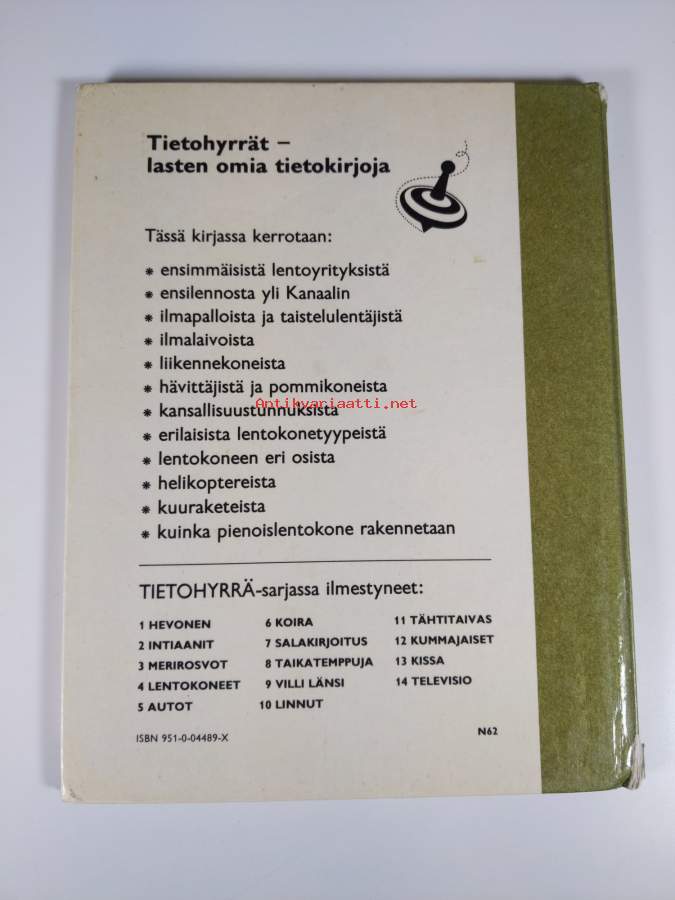 Tietohyrrät –
lasten omia tietokirjoja
Tässä kirjassa kerrotaan:
* ensimmäisistä lentoyrityksistä
* ensilennosta yli Kanaalin
* ilmapalloista ja taistelulentäjistä
* ilmalaivoista
* liikennekoneista
* hävittäjistä ja pommikoneista
Antikvariaatti.net
* kansallisuustunnuksista
* erilaisista lentokonetyypeistä
* lentokoneen eri osista
* helikoptereista
* kuuraketeista
* kuinka pienoislentokone rakennetaan
TIETOHYRRÄ-sarjassa ilmestyneet:
1 HEVONEN
2 INTIAANIT
3 MERIROSVOT
4 LENTOKONEET
5 AUTOT
6 KOIRA
7 SALAKIRJOITUS
8 TAIKATEMPPUJA
9 VILLI LÄNSI
10 LINNUT
11 TÄHTITAIVAS
12 KUMMAJAISET
13 KISSA
14 TELEVISIO
ISBN 951-0-04489-X
N62